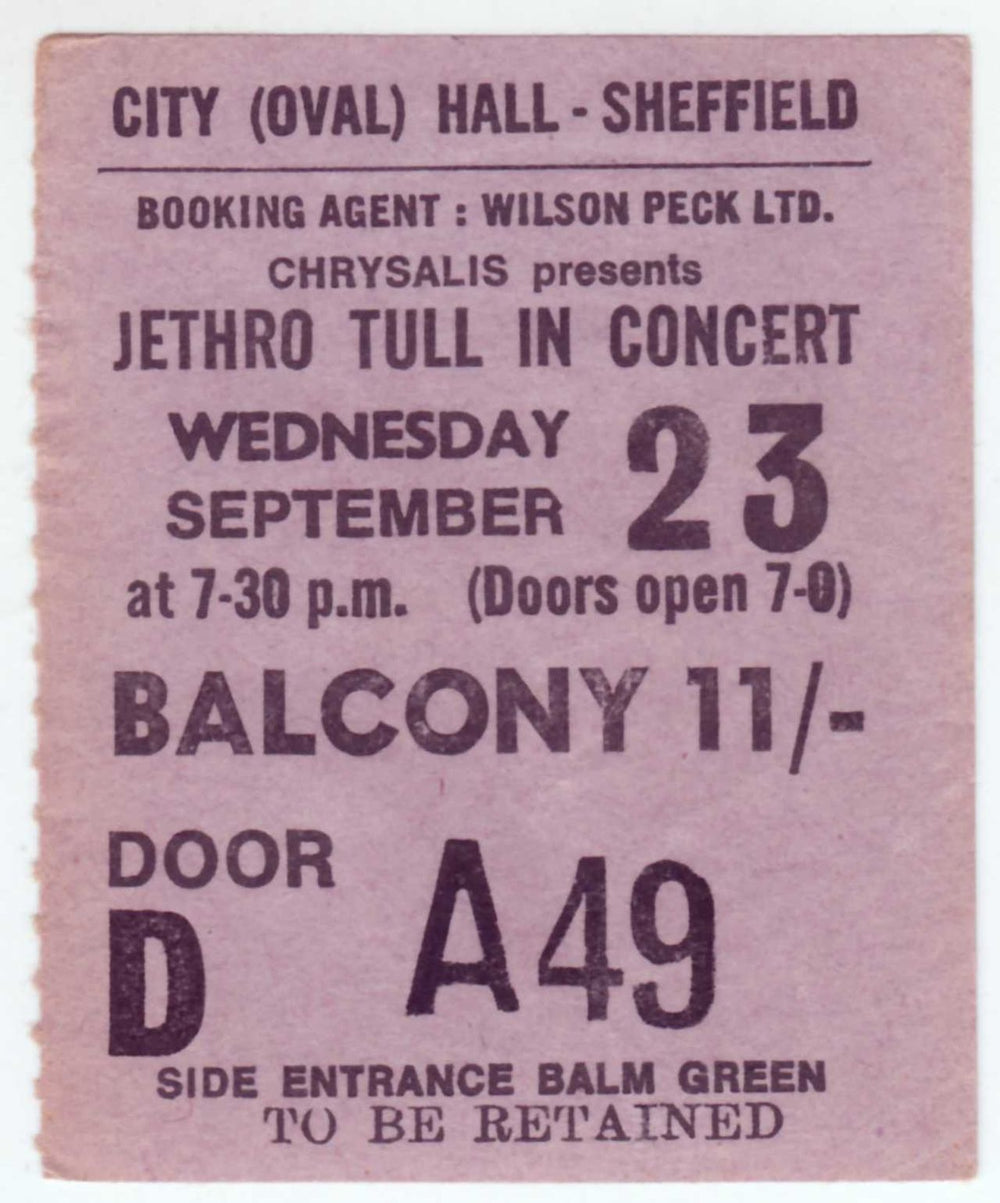 CITY (OVAL) HALL - SHEFFIELD
BOOKING AGENT : WILSON PECK LTD.
CHRYSALIS presents
JETHRO TULL IN CONCERT
WEDNESDAY
SEPTEMBER 23
at 7-30 p.m. (Doors open 7-0)
BALCONY 11/-
DOOR
D A49
SIDE ENTRANCE BALM GREEN
TO BE RETAINED